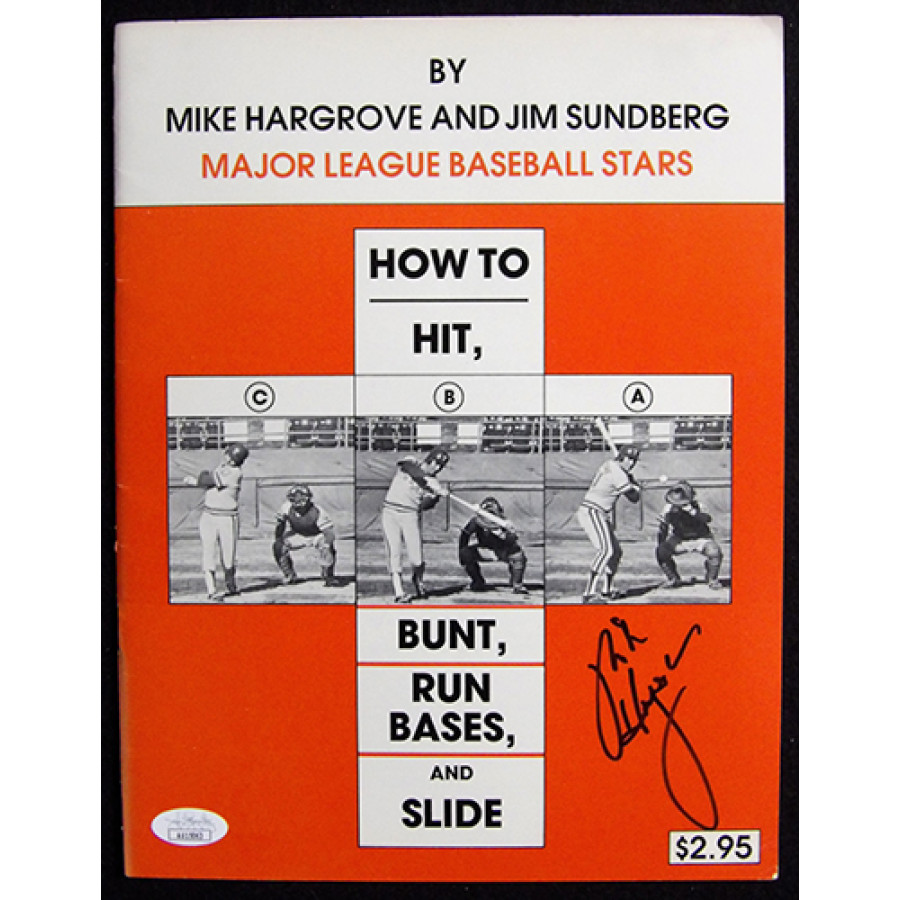 BY
MIKE HARGROVE AND JIM SUNDBERG
MAJOR LEAGUE BASEBALL STARS
HOW TO
HIT,
C B A
BUNT,
RUN
BASES,
AND
SLIDE
$2.95